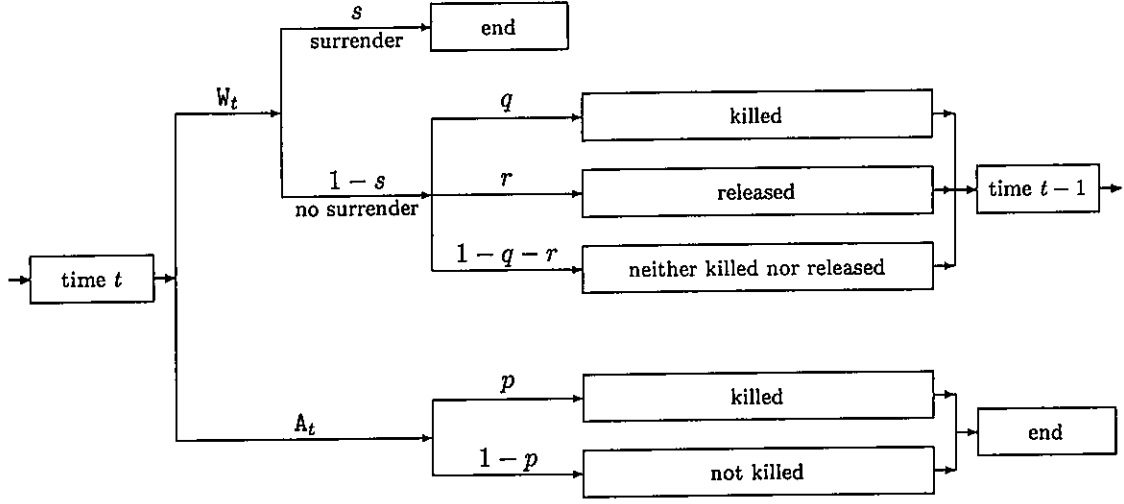 s
surrender
end
W_t
q
killed
1 − s
no surrender
r
released
time t − 1
1 − q − r
neither killed nor released
time t
p
killed
A_t
end
1 − p
not killed